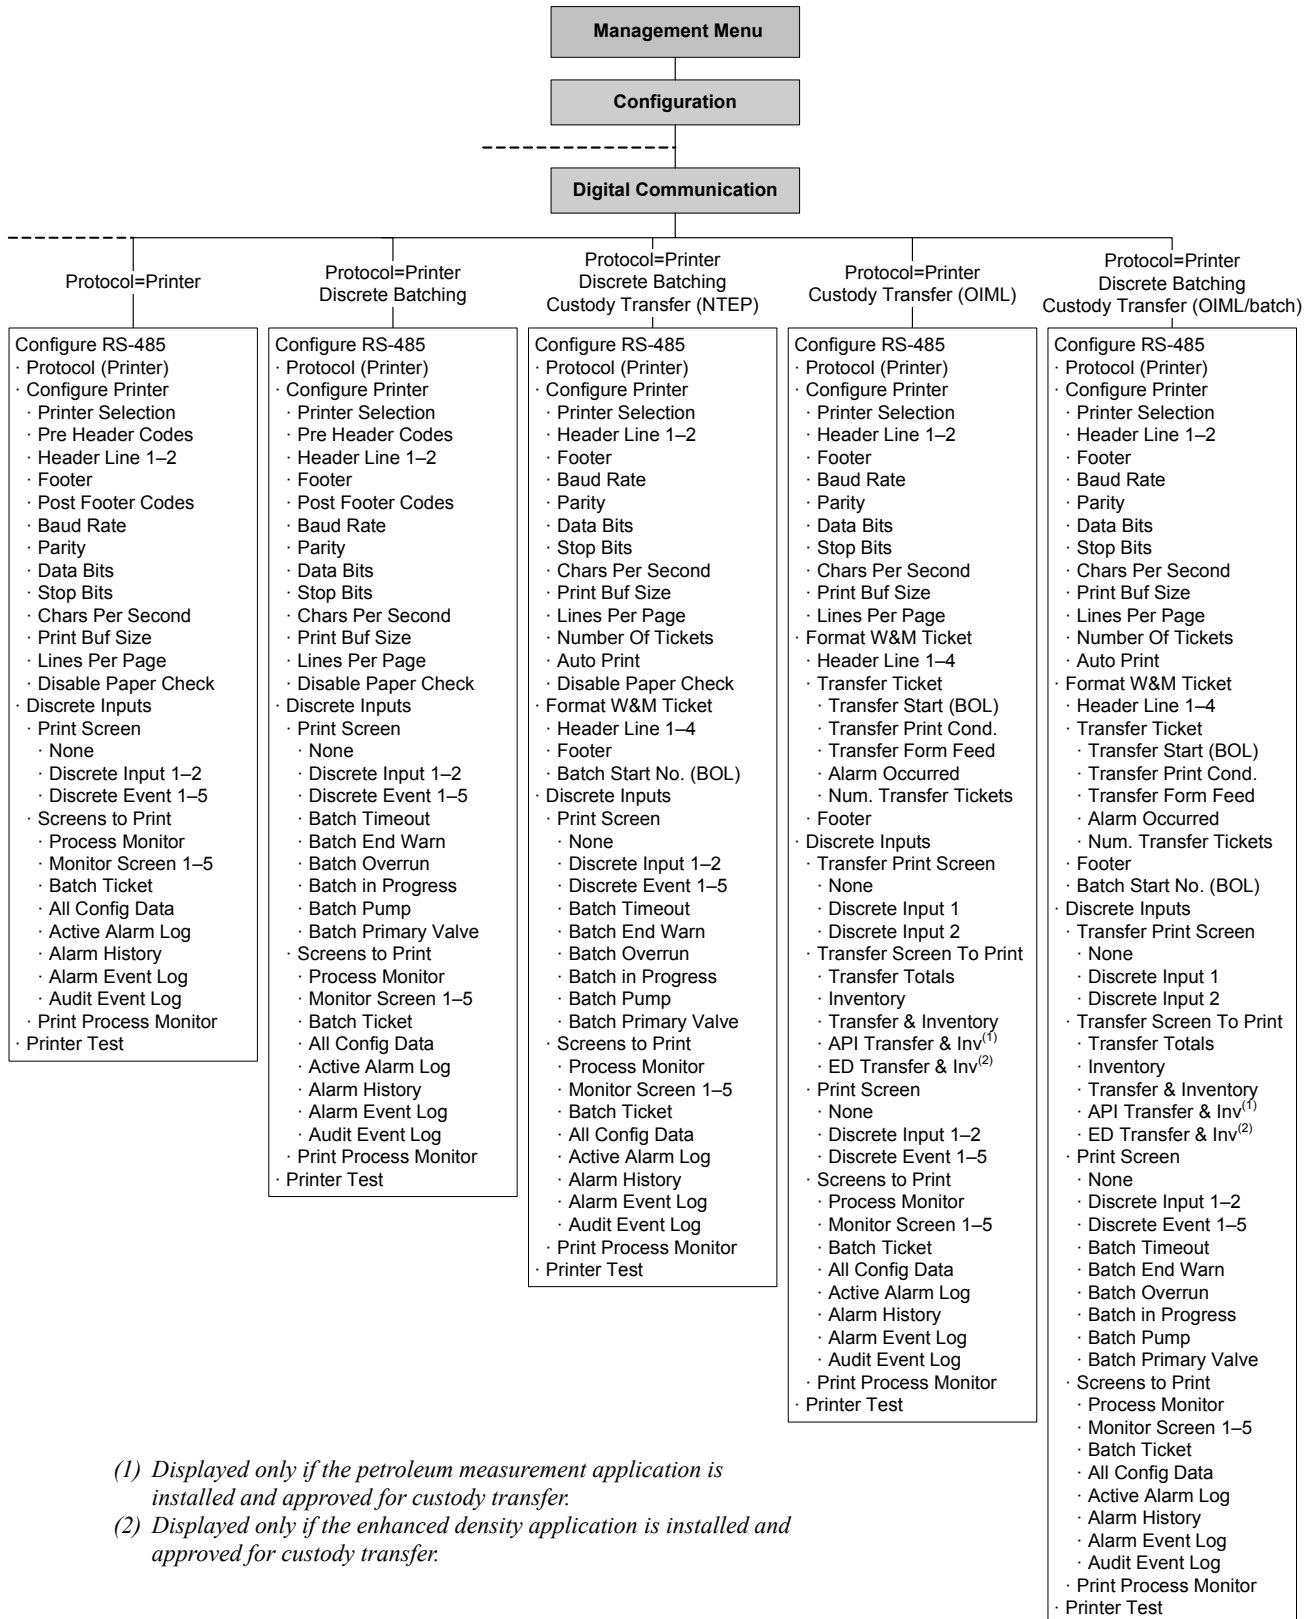 Management Menu
Configuration
Digital Communication
Protocol=Printer
Configure RS-485
· Protocol (Printer)
· Configure Printer
· Printer Selection
· Pre Header Codes
· Header Line 1–2
· Footer
· Post Footer Codes
· Baud Rate
· Parity
· Data Bits
· Stop Bits
· Chars Per Second
· Print Buf Size
· Lines Per Page
· Disable Paper Check
· Discrete Inputs
· Print Screen
· None
· Discrete Input 1–2
· Discrete Event 1–5
· Screens to Print
· Process Monitor
· Monitor Screen 1–5
· Batch Ticket
· All Config Data
· Active Alarm Log
· Alarm History
· Alarm Event Log
· Audit Event Log
· Print Process Monitor
· Printer Test
Protocol=Printer
Discrete Batching
Configure RS-485
· Protocol (Printer)
· Configure Printer
· Printer Selection
· Pre Header Codes
· Header Line 1–2
· Footer
· Post Footer Codes
· Baud Rate
· Parity
· Data Bits
· Stop Bits
· Chars Per Second
· Print Buf Size
· Lines Per Page
· Disable Paper Check
· Discrete Inputs
· Print Screen
· None
· Discrete Input 1–2
· Discrete Event 1–5
· Batch Timeout
· Batch End Warn
· Batch Overrun
· Batch in Progress
· Batch Pump
· Batch Primary Valve
· Screens to Print
· Process Monitor
· Monitor Screen 1–5
· Batch Ticket
· All Config Data
· Active Alarm Log
· Alarm History
· Alarm Event Log
· Audit Event Log
· Print Process Monitor
· Printer Test
Protocol=Printer
Discrete Batching
Custody Transfer (NTEP)
Configure RS-485
· Protocol (Printer)
· Configure Printer
· Printer Selection
· Header Line 1–2
· Footer
· Baud Rate
· Parity
· Data Bits
· Stop Bits
· Chars Per Second
· Print Buf Size
· Lines Per Page
· Number Of Tickets
· Auto Print
· Disable Paper Check
· Format W&M Ticket
· Header Line 1–4
· Footer
· Batch Start No. (BOL)
· Discrete Inputs
· Print Screen
· None
· Discrete Input 1–2
· Discrete Event 1–5
· Batch Timeout
· Batch End Warn
· Batch Overrun
· Batch in Progress
· Batch Pump
· Batch Primary Valve
· Screens to Print
· Process Monitor
· Monitor Screen 1–5
· Batch Ticket
· All Config Data
· Active Alarm Log
· Alarm History
· Alarm Event Log
· Audit Event Log
· Print Process Monitor
· Printer Test
Protocol=Printer
Custody Transfer (OIML)
Configure RS-485
· Protocol (Printer)
· Configure Printer
· Printer Selection
· Header Line 1–2
· Footer
· Baud Rate
· Parity
· Data Bits
· Stop Bits
· Chars Per Second
· Print Buf Size
· Lines Per Page
· Format W&M Ticket
· Header Line 1–4
· Transfer Ticket
· Transfer Start (BOL)
· Transfer Print Cond.
· Transfer Form Feed
· Alarm Occurred
· Num. Transfer Tickets
· Footer
· Discrete Inputs
· Transfer Print Screen
· None
· Discrete Input 1
· Discrete Input 2
· Transfer Screen To Print
· Transfer Totals
· Inventory
· Transfer & Inventory
· API Transfer & Inv(1)
· ED Transfer & Inv(2)
· Print Screen
· None
· Discrete Input 1–2
· Discrete Event 1–5
· Screens to Print
· Process Monitor
· Monitor Screen 1–5
· Batch Ticket
· All Config Data
· Active Alarm Log
· Alarm History
· Alarm Event Log
· Audit Event Log
· Print Process Monitor
· Printer Test
Protocol=Printer
Discrete Batching
Custody Transfer (OIML/batch)
Configure RS-485
· Protocol (Printer)
· Configure Printer
· Printer Selection
· Header Line 1–2
· Footer
· Baud Rate
· Parity
· Data Bits
· Stop Bits
· Chars Per Second
· Print Buf Size
· Lines Per Page
· Number Of Tickets
· Auto Print
· Format W&M Ticket
· Header Line 1–4
· Transfer Ticket
· Transfer Start (BOL)
· Transfer Print Cond.
· Transfer Form Feed
· Alarm Occurred
· Num. Transfer Tickets
· Footer
· Batch Start No. (BOL)
· Discrete Inputs
· Transfer Print Screen
· None
· Discrete Input 1
· Discrete Input 2
· Transfer Screen To Print
· Transfer Totals
· Inventory
· Transfer & Inventory
· API Transfer & Inv(1)
· ED Transfer & Inv(2)
· Print Screen
· None
· Discrete Input 1–2
· Discrete Event 1–5
· Batch Timeout
· Batch End Warn
· Batch Overrun
· Batch in Progress
· Batch Pump
· Batch Primary Valve
· Screens to Print
· Process Monitor
· Monitor Screen 1–5
· Batch Ticket
· All Config Data
· Active Alarm Log
· Alarm History
· Alarm Event Log
· Audit Event Log
· Print Process Monitor
· Printer Test
(1) Displayed only if the petroleum measurement application is
installed and approved for custody transfer.
(2) Displayed only if the enhanced density application is installed and
approved for custody transfer.